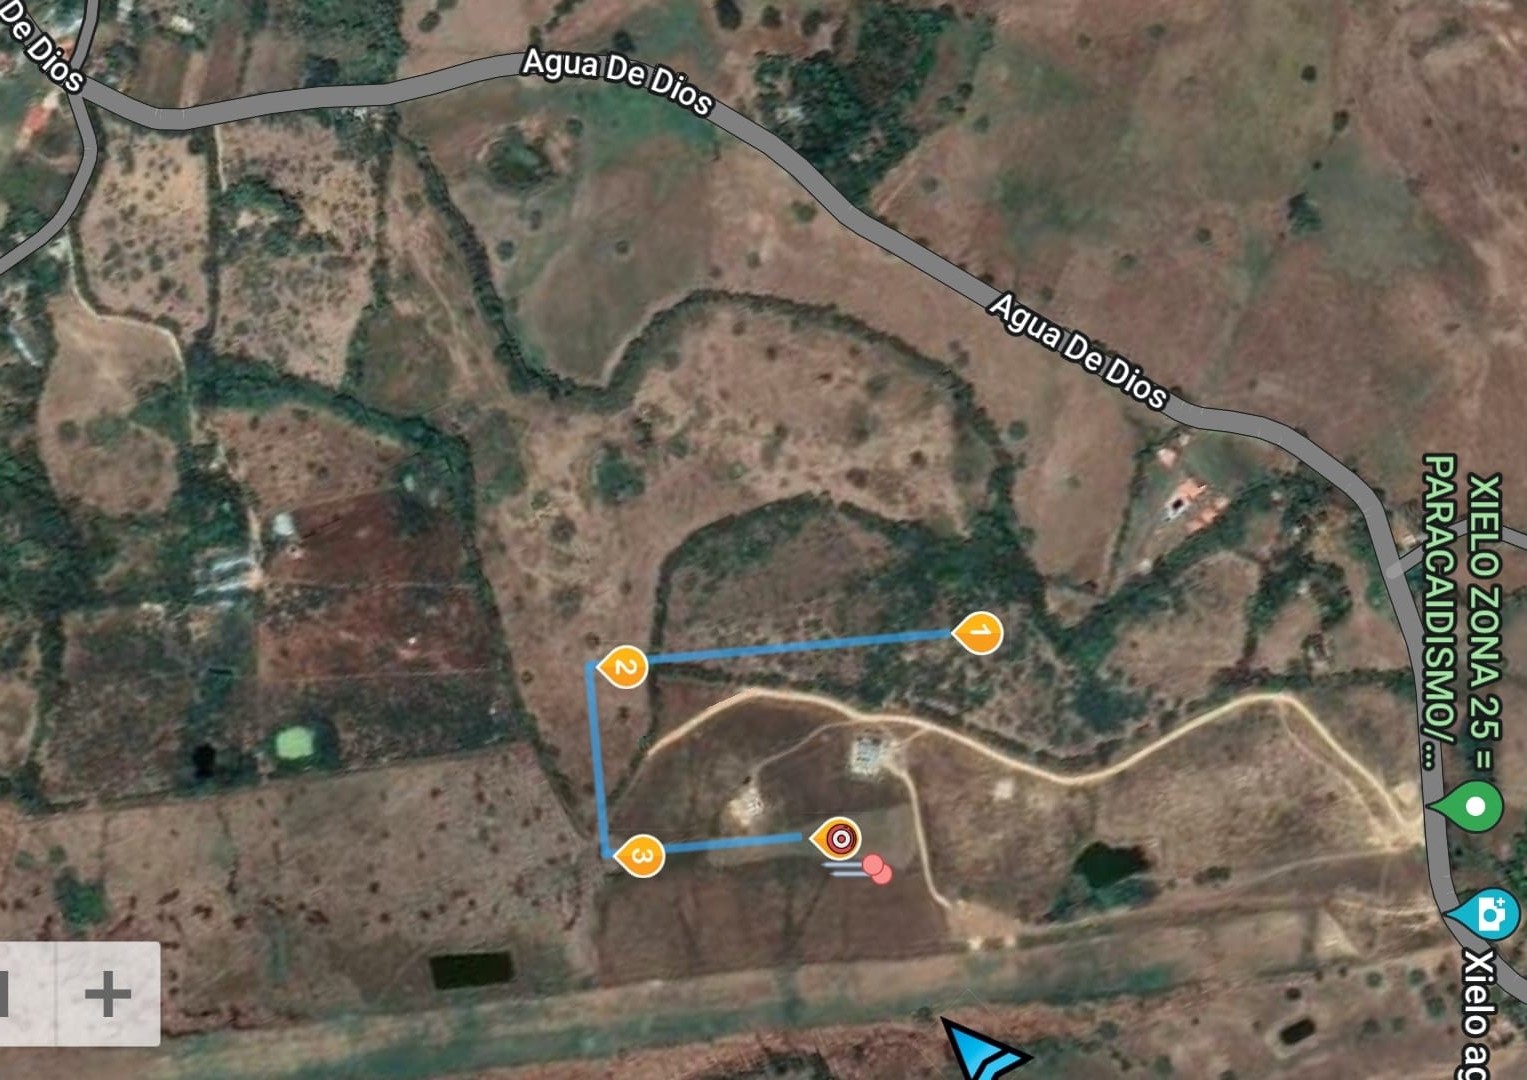 De Dios
Agua De Dios
Agua De Dios
XIELO ZONA 25 =
PARACAIDISMO/...
1
2
3
Xielo ag
+